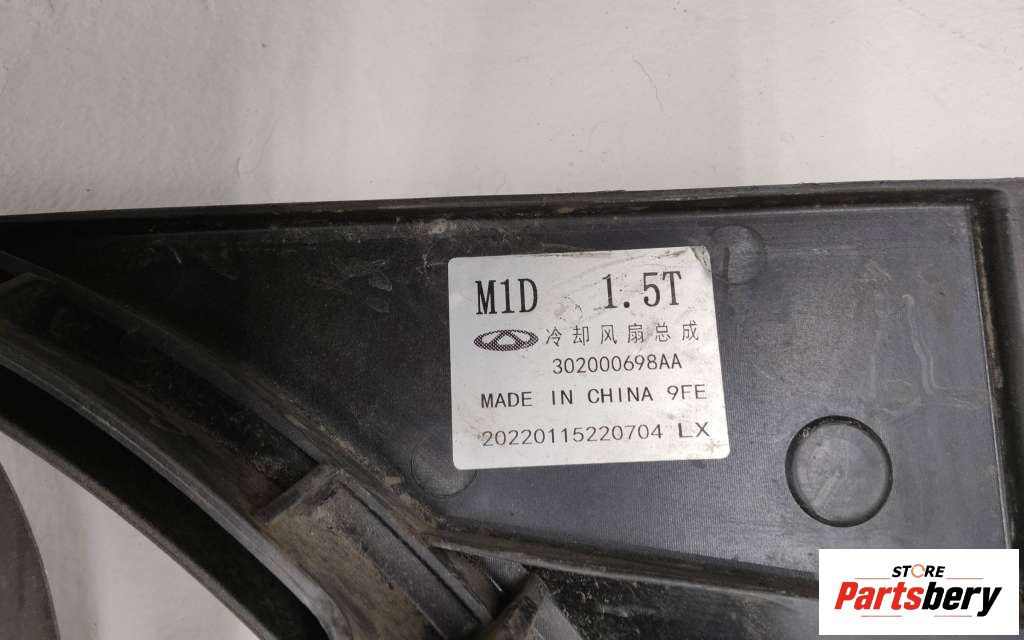 M1D 1.5T
冷却风扇总成
302000698AA
MADE IN CHINA 9FE
20220115220704 LX
STORE
Partsbery